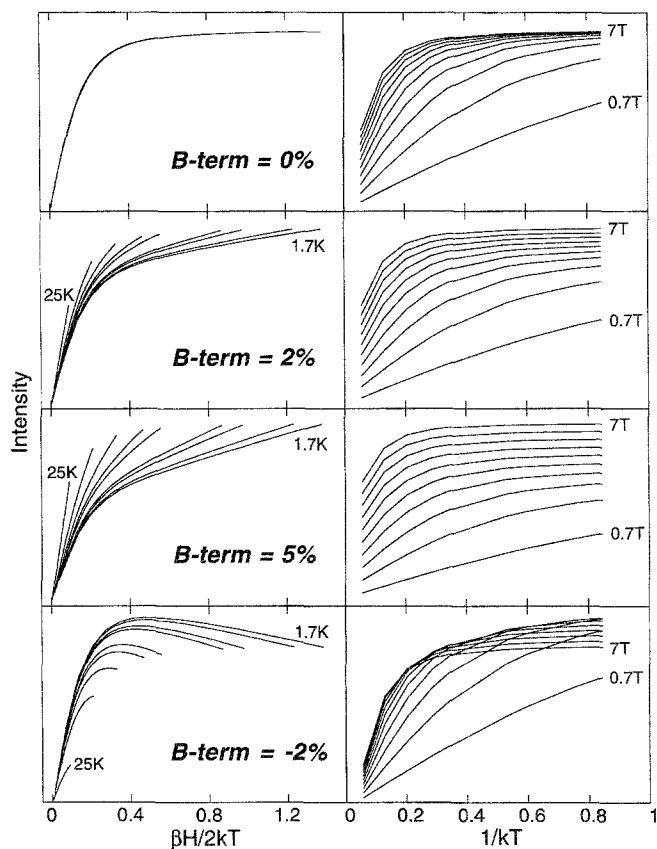 7T
0.7T
B-term = 0%
1.7K
25K
B-term = 2%
7T
0.7T
Intensity
25K
1.7K
B-term = 5%
7T
0.7T
1.7K
25K
B-term = -2%
7T
0.7T
0 0.4 0.8 1.2
0 0.2 0.4 0.6 0.8 1
βH/2kT
1/kT